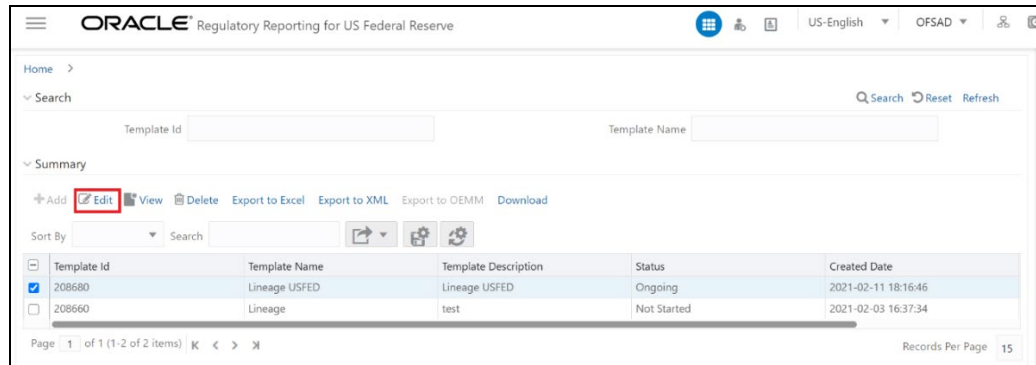 ORACLE® Regulatory Reporting for US Federal Reserve US-English OFSAD
Home >
Search Search Reset Refresh
Template Id Template Name
Summary
Add Edit View Delete Export to Excel Export to XML Export to OEMM Download
Sort By Search
Template Id Template Name Template Description Status Created Date
208680 Lineage USFED Lineage USFED Ongoing 2021-02-11 18:16:46
208660 Lineage test Not Started 2021-02-03 16:37:34
Page 1 of 1 (1-2 of 2 items) Records Per Page 15